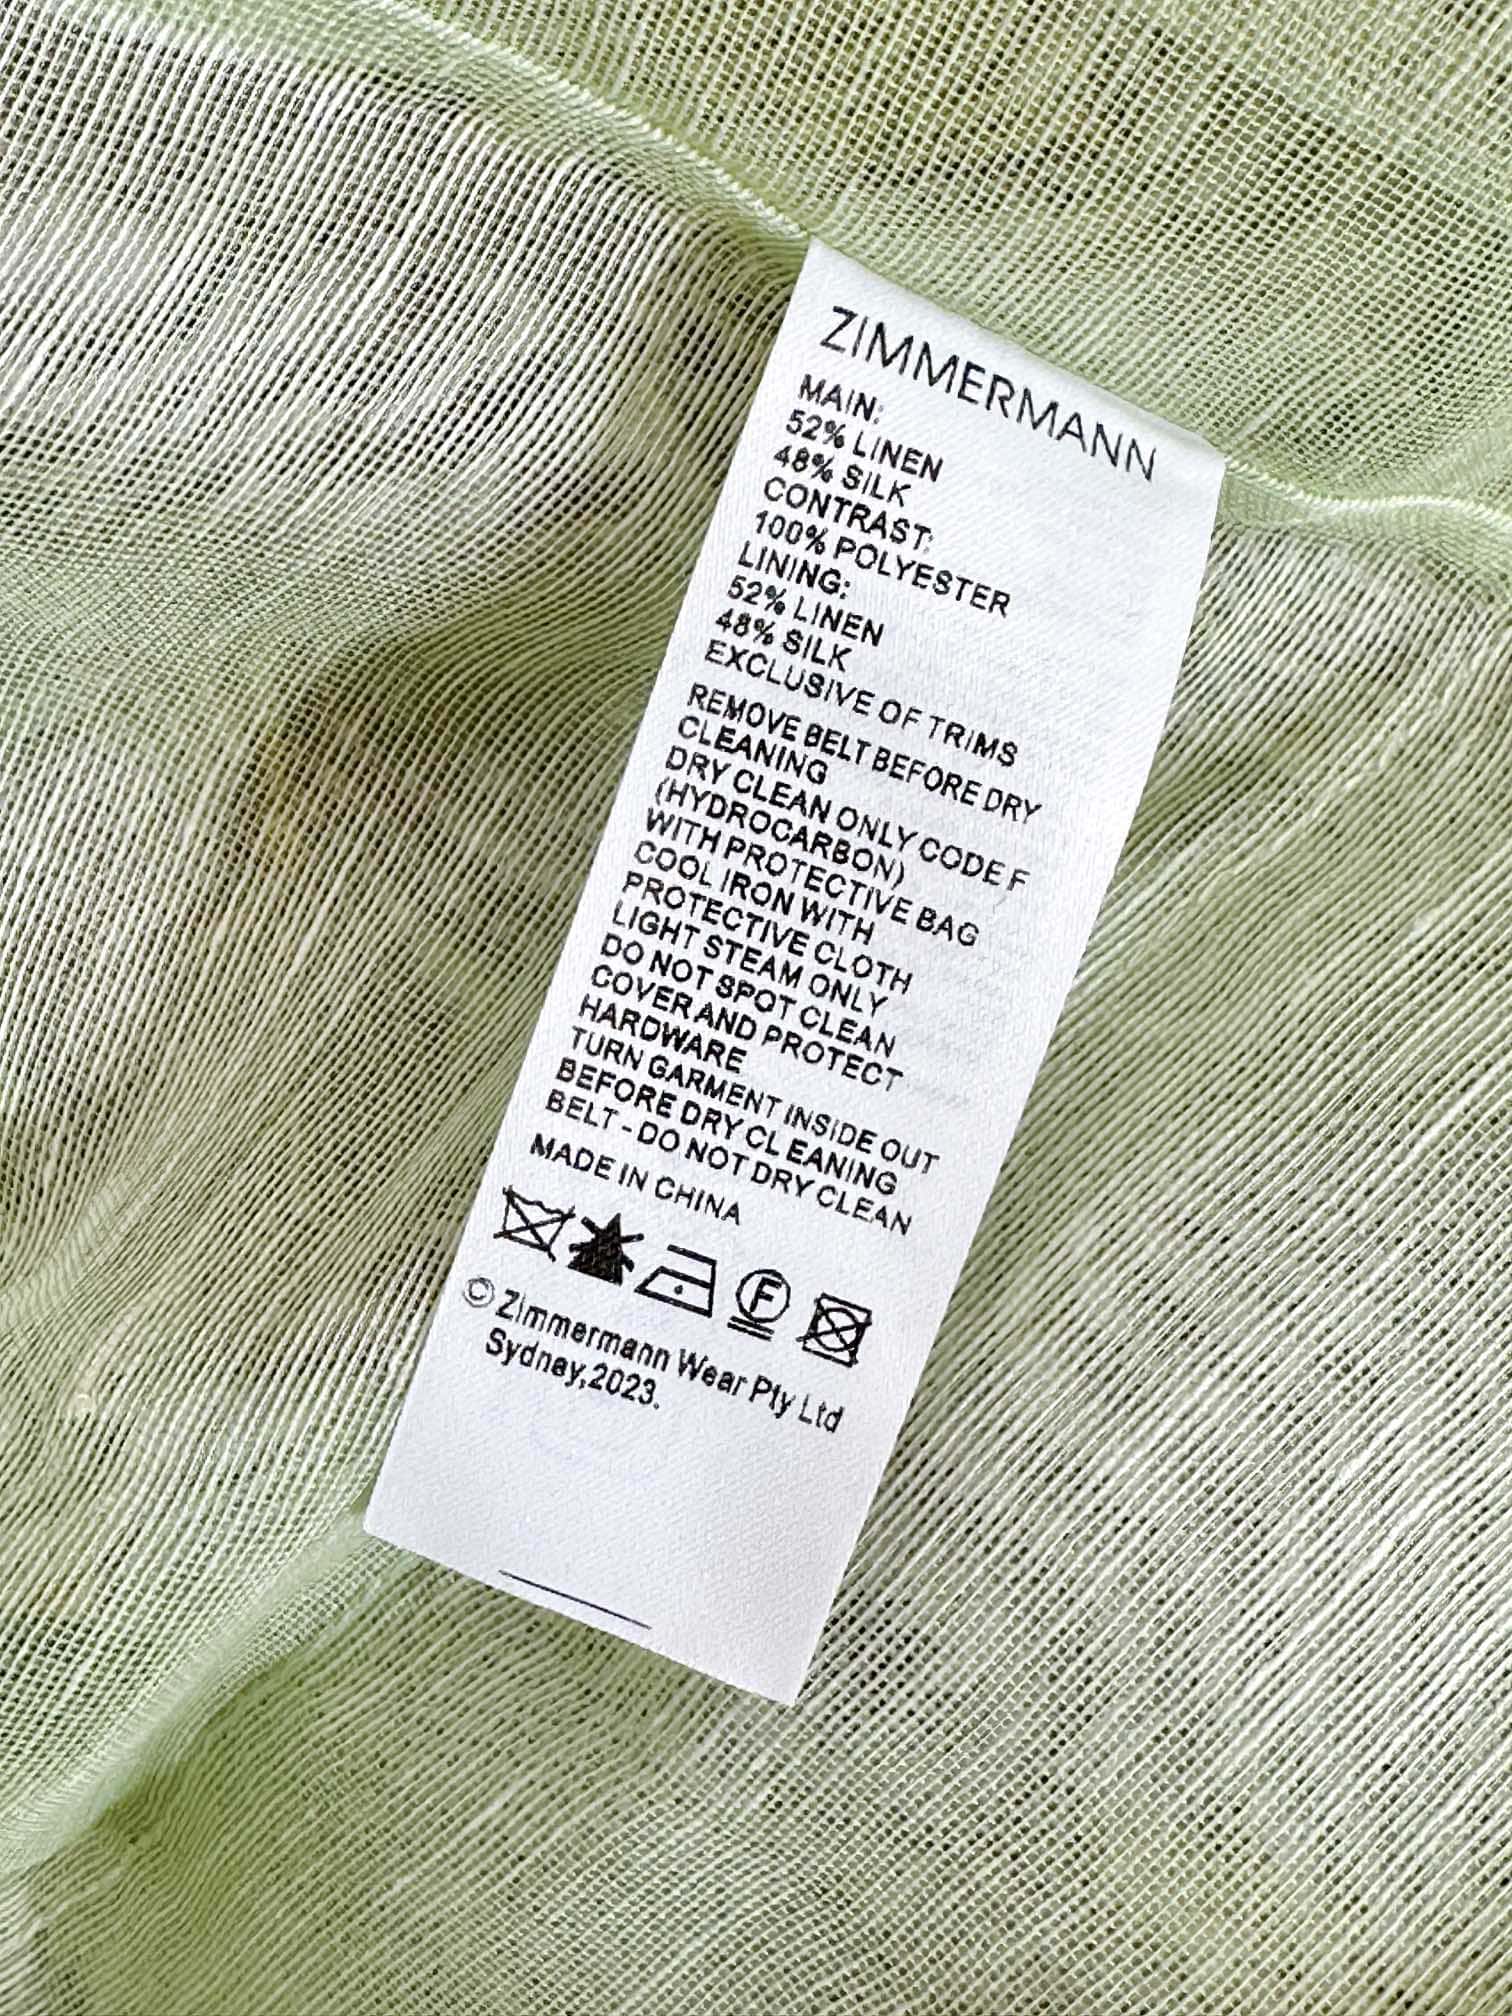 ZIMMERMANN
MAIN:
52% LINEN
48% SILK
CONTRAST:
100% POLYESTER
LINING:
52% LINEN
48% SILK
EXCLUSIVE OF TRIMS
REMOVE BELT BEFORE DRY
CLEANING
DRY CLEAN ONLY CODE F
(HYDROCARBON)
WITH PROTECTIVE BAG
COOL IRON WITH
PROTECTIVE CLOTH
LIGHT STEAM ONLY
DO NOT SPOT CLEAN
COVER AND PROTECT
HARDWARE
TURN GARMENT INSIDE OUT
BEFORE DRY CLEANING
BELT - DO NOT DRY CLEAN
MADE IN CHINA
F
© Zimmermann Wear Pty Ltd
Sydney,2023.